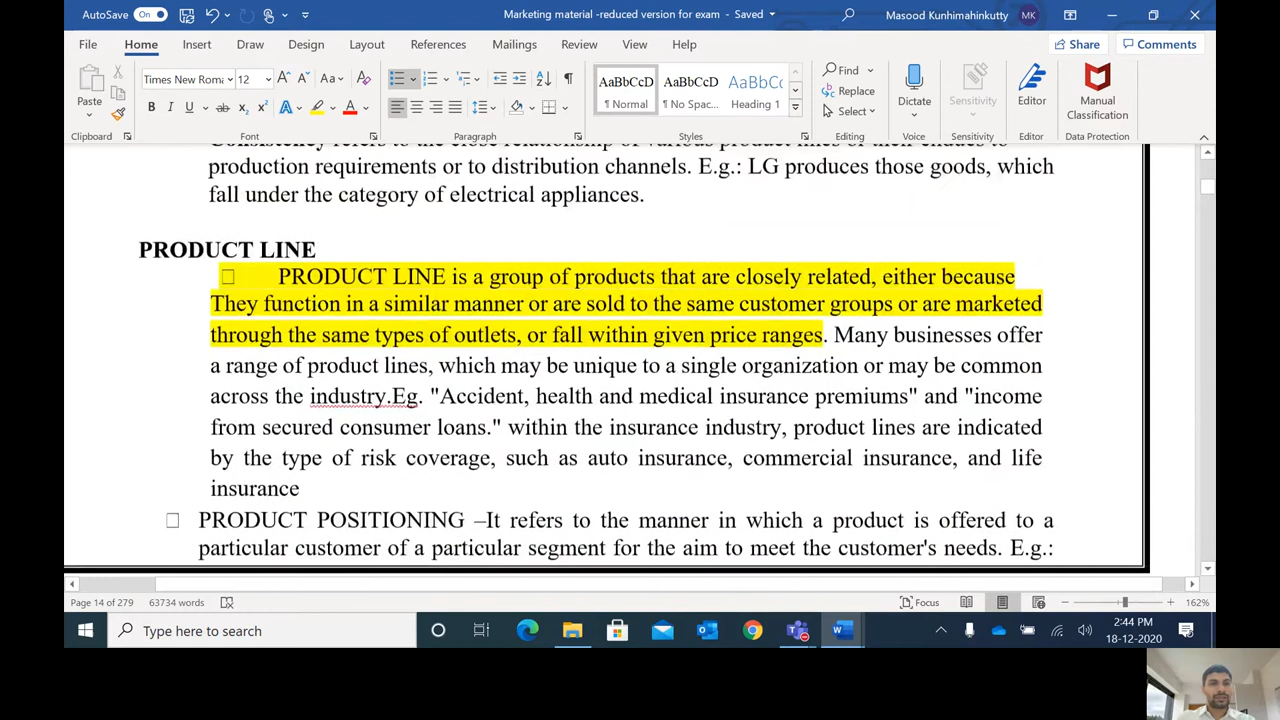 AutoSave On Marketing material -reduced version for exam - Saved Masood Kunhimahinkutty MK
File Home Insert Draw Design Layout References Mailings Review View Help Share Comments
Times New Roma 12 Aa AaBbCcD AaBbCcD AaBbCc Find
Paste Replace Dictate Sensitivity Editor Manual Classification
B I U ab x₂ x² A A ¶ Normal ¶ No Spac... Heading 1 Select
Clipboard Font Paragraph Styles Editing Voice Sensitivity Editor Data Protection
production requirements or to distribution channels. E.g.: LG produces those goods, which
fall under the category of electrical appliances.
PRODUCT LINE
PRODUCT LINE is a group of products that are closely related, either because
They function in a similar manner or are sold to the same customer groups or are marketed
through the same types of outlets, or fall within given price ranges. Many businesses offer
a range of product lines, which may be unique to a single organization or may be common
across the industry.Eg. "Accident, health and medical insurance premiums" and "income
from secured consumer loans." within the insurance industry, product lines are indicated
by the type of risk coverage, such as auto insurance, commercial insurance, and life
insurance
PRODUCT POSITIONING –It refers to the manner in which a product is offered to a
particular customer of a particular segment for the aim to meet the customer's needs. E.g.:
Page 14 of 279 63734 words Focus 162%
Type here to search 2:44 PM
18-12-2020